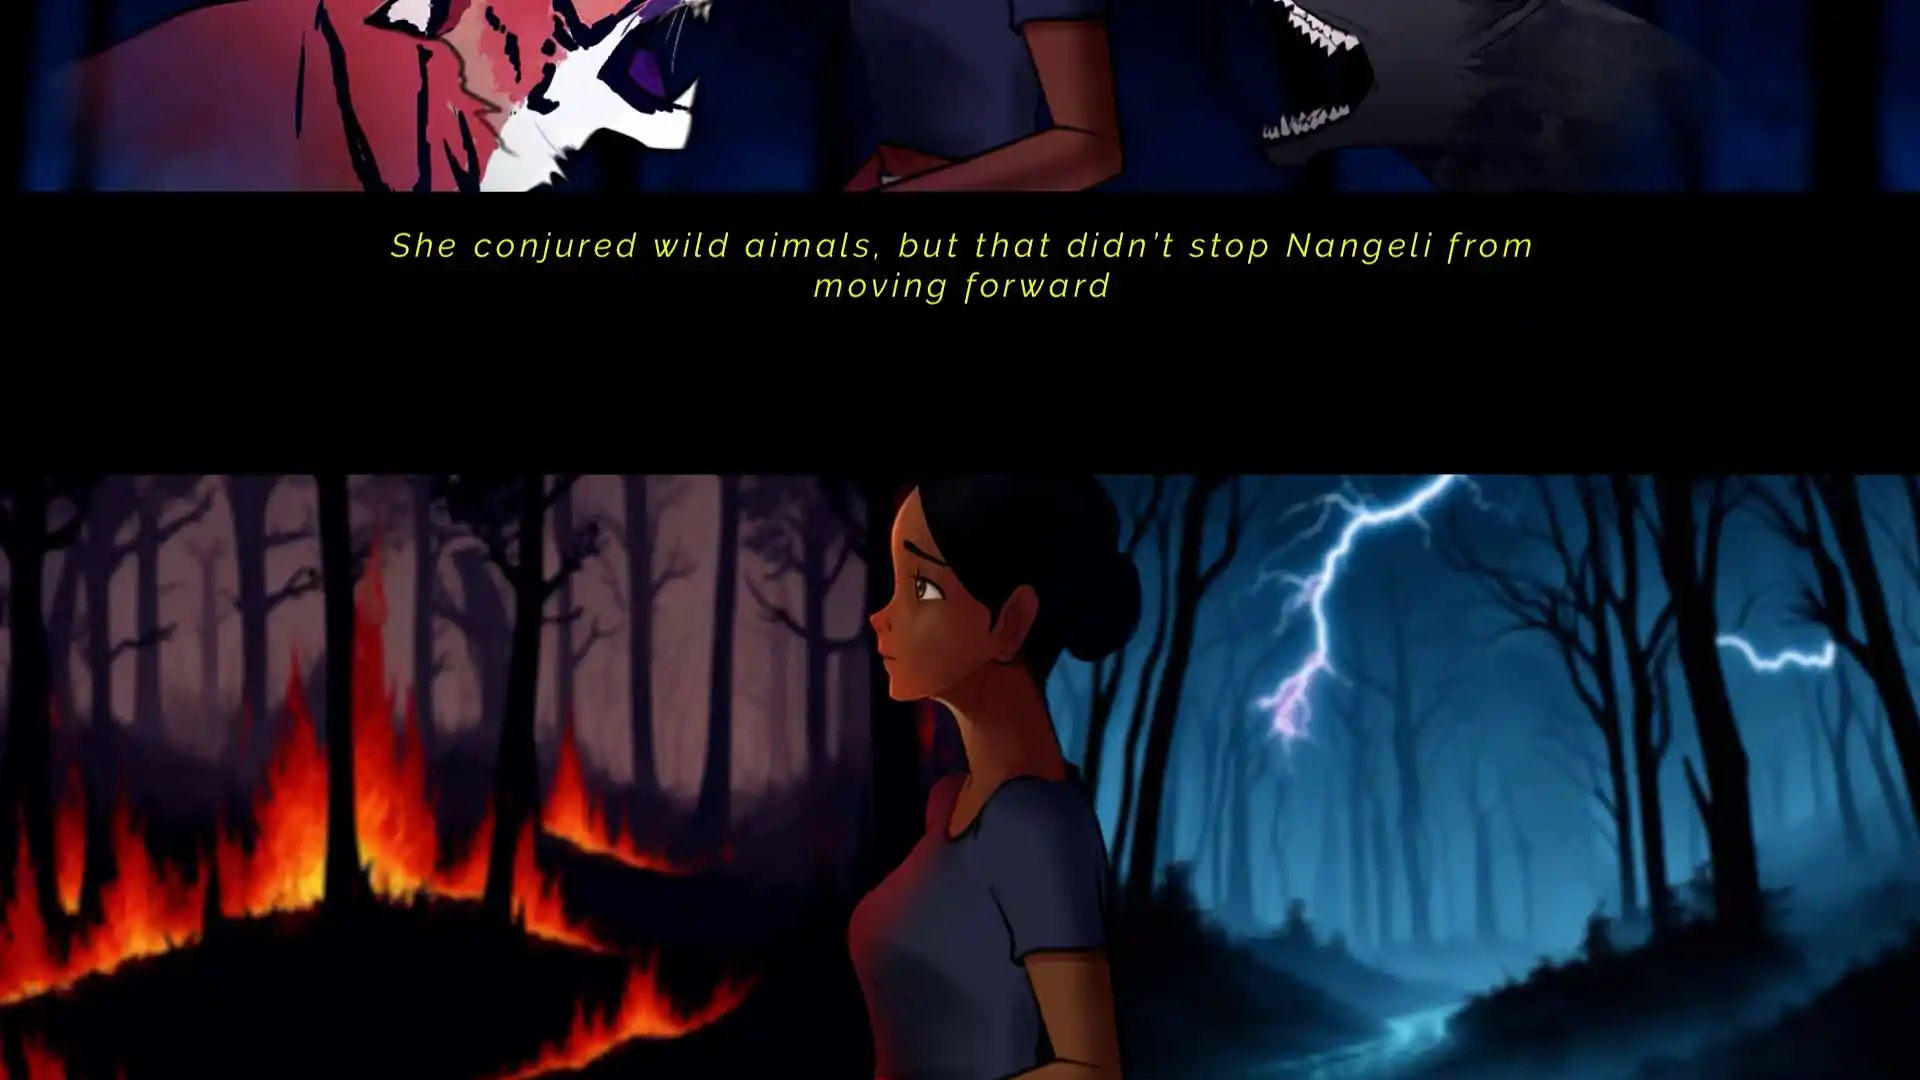 She conjured wild aimals, but that didn't stop Nangeli from
moving forward